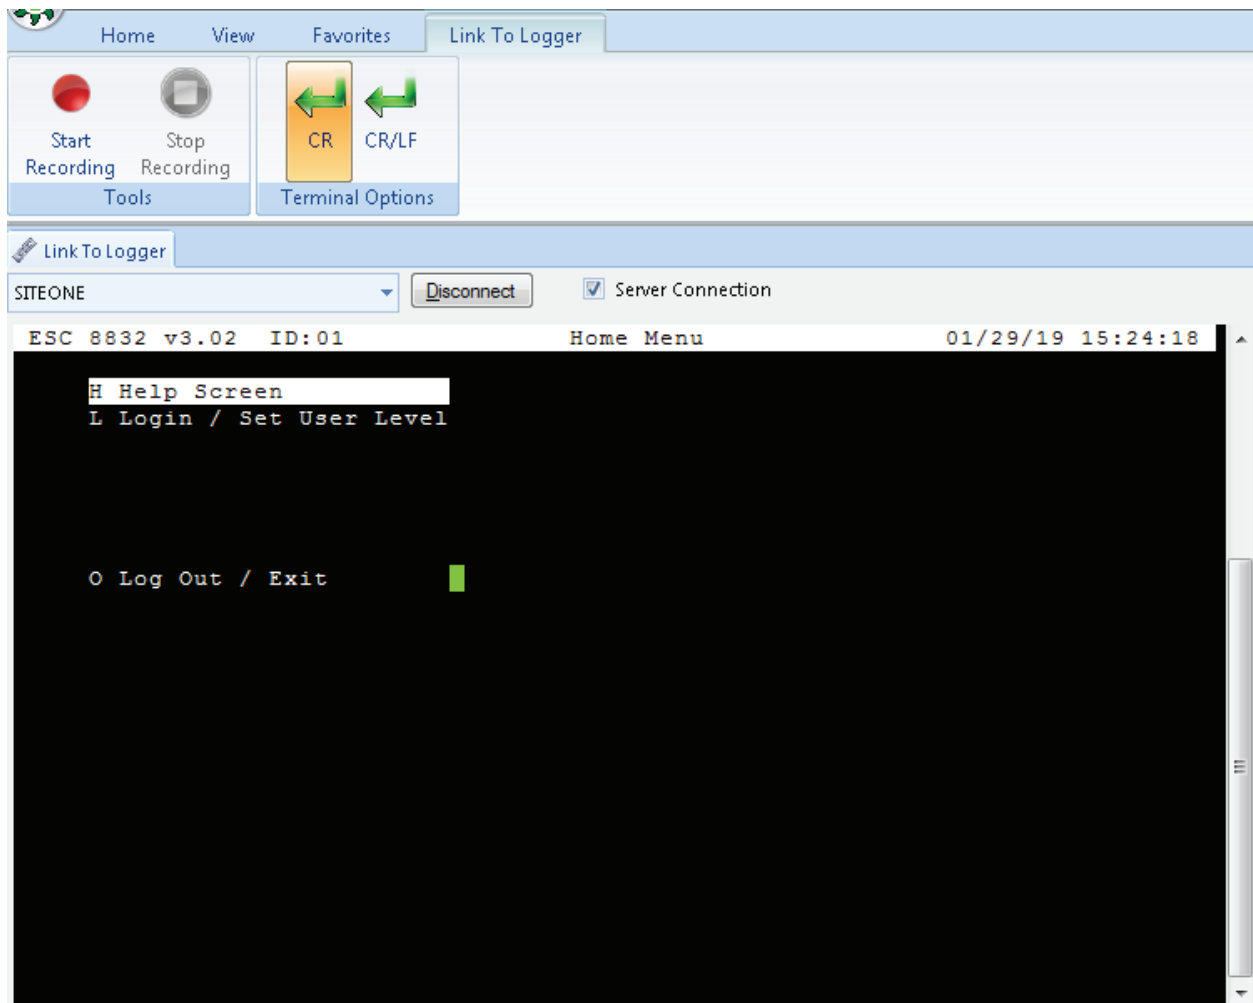 Home View Favorites Link To Logger
Start Recording Stop Recording CR CR/LF
Tools Terminal Options
Link To Logger
SITEONE Disconnect Server Connection
ESC 8832 v3.02 ID:01 Home Menu 01/29/19 15:24:18
H Help Screen
L Login / Set User Level
O Log Out / Exit